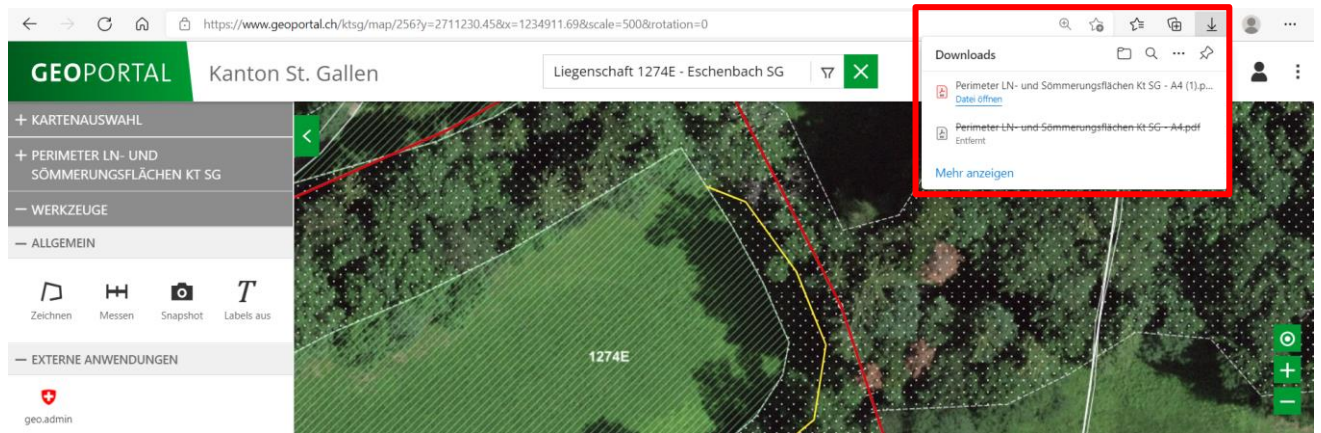 https://www.geoportal.ch/ktsg/map/256?y=2711230.45&x=1234911.69&scale=500&rotation=0
GEOPORTAL
Kanton St. Gallen
Liegenschaft 1274E - Eschenbach SG
Downloads
Perimeter LN- und Sömmerungsflächen Kt SG - A4 (1).p...
Datei öffnen
Perimeter LN- und Sömmerungsflächen Kt SG - A4.pdf
Entfernt
Mehr anzeigen
+ KARTENAUSWAHL
+ PERIMETER LN- UND
SÖMMERUNGSFLÄCHEN KT SG
— WERKZEUGE
— ALLGEMEIN
Zeichnen
Messen
Snapshot
T
Labels aus
— EXTERNE ANWENDUNGEN
geo.admin
1274E